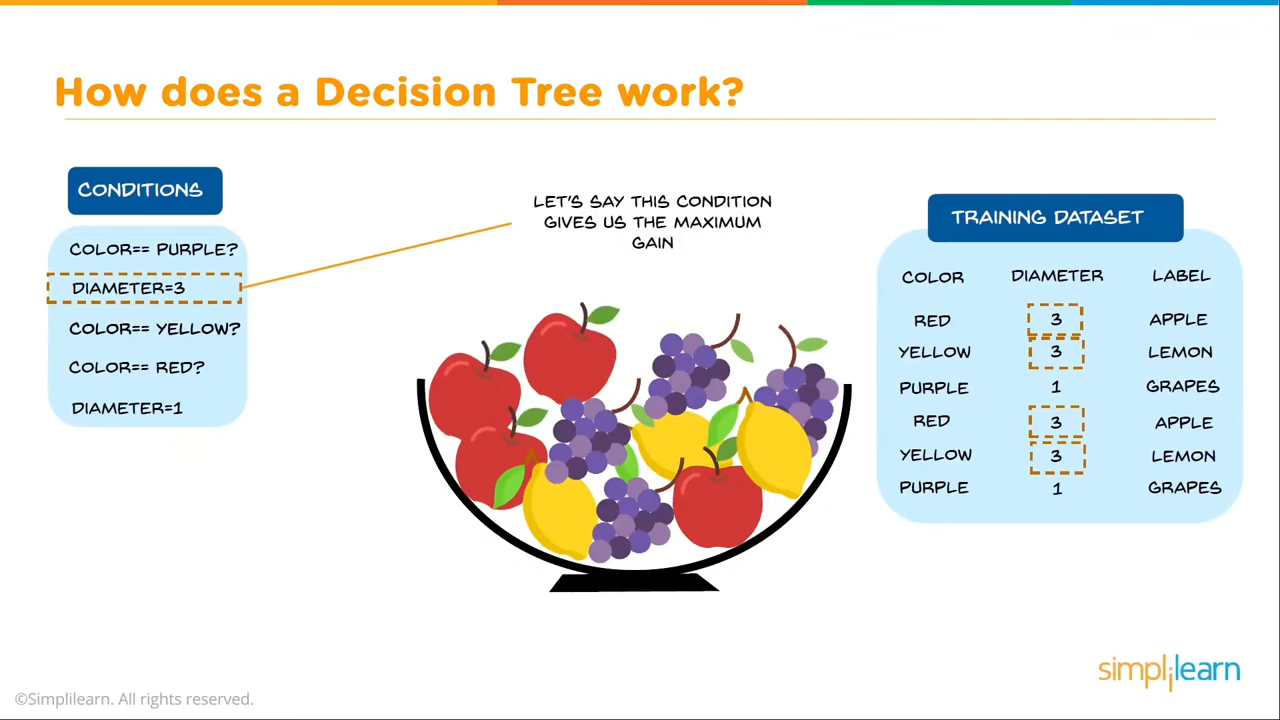 How does a Decision Tree work?
CONDITIONS
COLOR== PURPLE?
DIAMETER=3
COLOR== YELLOW?
COLOR== RED?
DIAMETER=1
LET'S SAY THIS CONDITION
GIVES US THE MAXIMUM
GAIN
TRAINING DATASET
COLOR DIAMETER LABEL
RED 3 APPLE
YELLOW 3 LEMON
PURPLE 1 GRAPES
RED 3 APPLE
YELLOW 3 LEMON
PURPLE 1 GRAPES
simplilearn
©Simplilearn. All rights reserved.